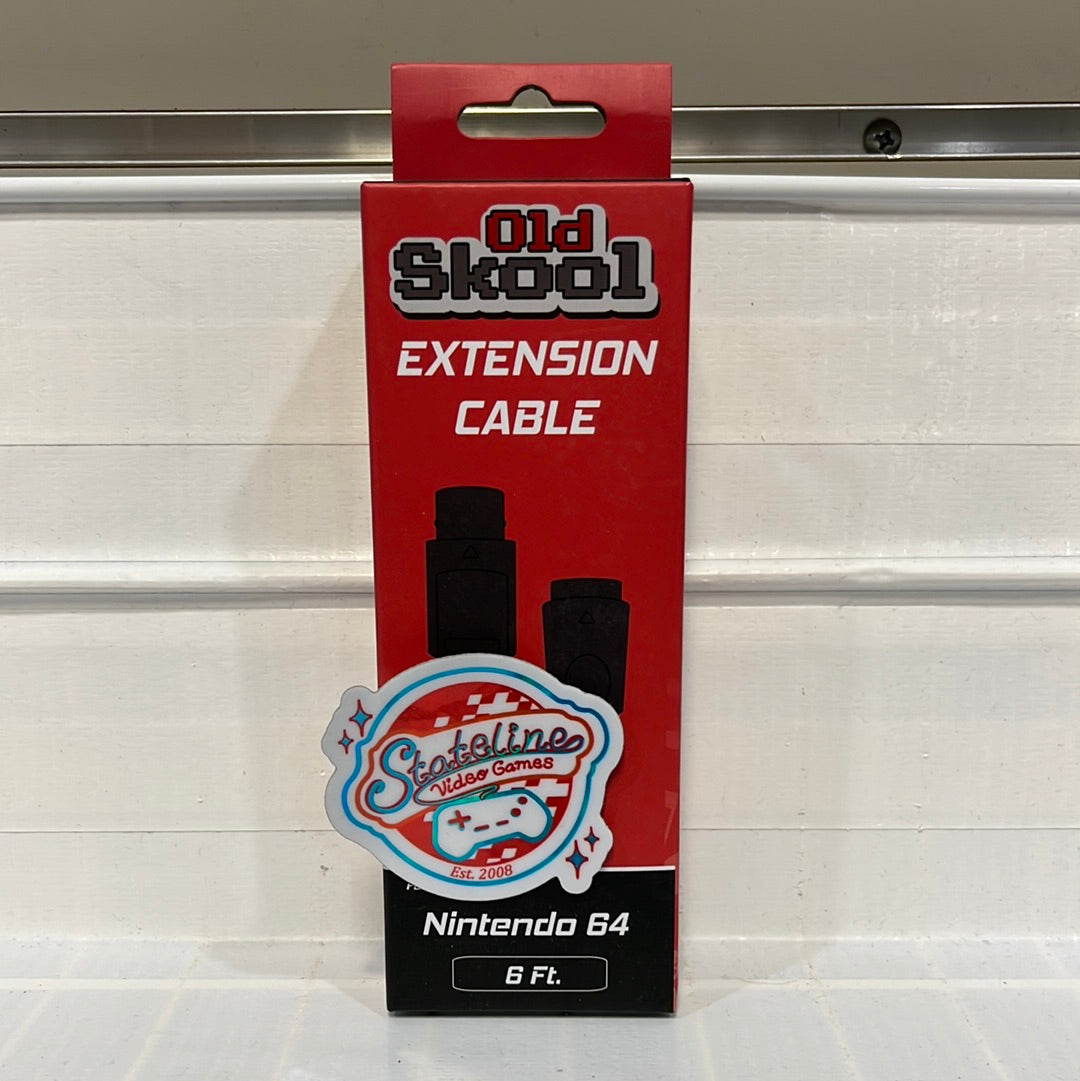 Old
Skool
EXTENSION
CABLE
Stateline
Video Games
Est. 2008
Nintendo 64
6 Ft.